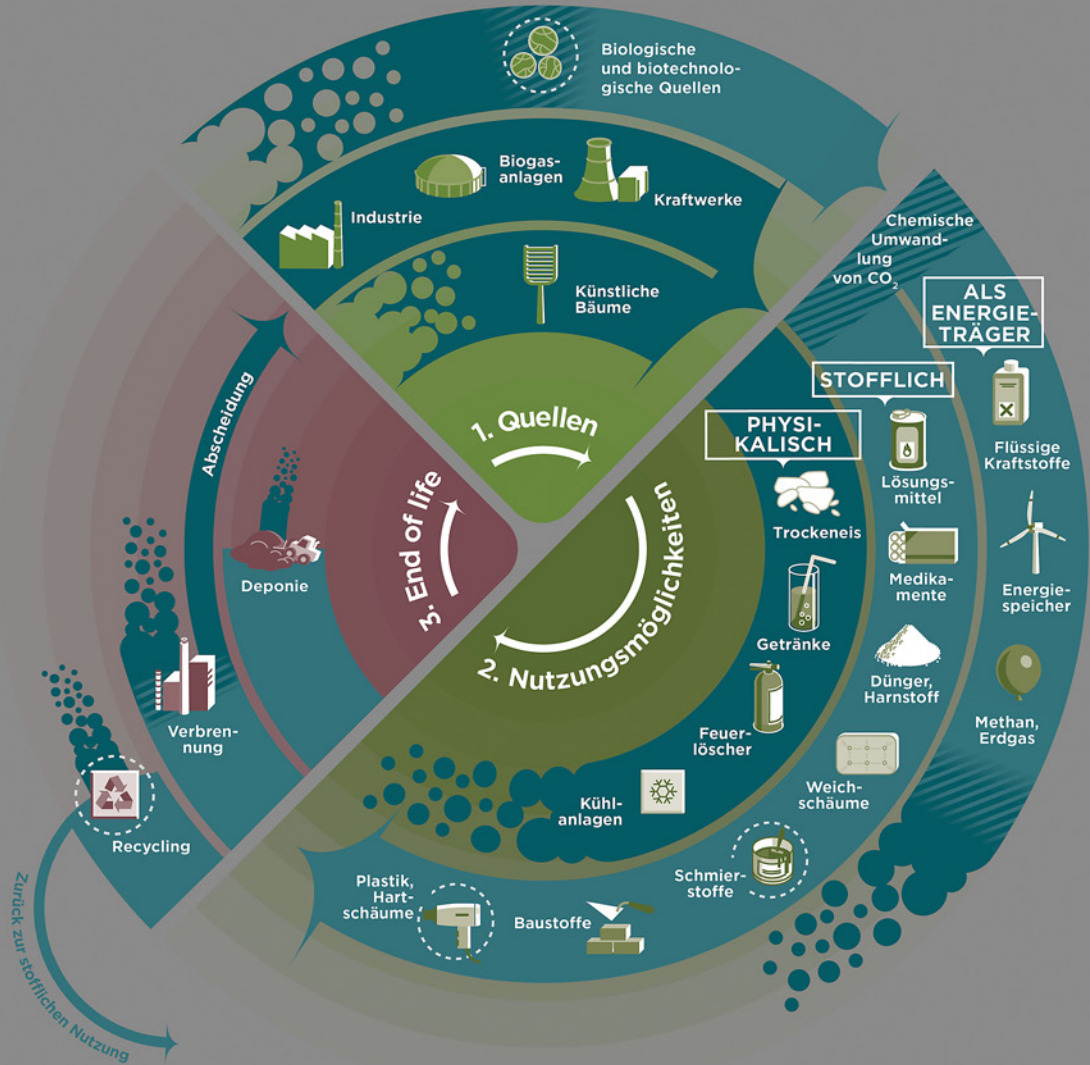 Biologische
und biotechnolo-
gische Quellen
Biogas-
anlagen
Kraftwerke
Industrie
Künstliche
Bäume
1. Quellen
Chemische
Umwand-
lung
von CO₂
ALS
ENERGIE-
TRÄGER
STOFFLICH
PHYSI-
KALISCH
Flüssige
Kraftstoffe
Energie-
speicher
Methan,
Erdgas
Lösungs-
mittel
Medika-
mente
Dünger,
Harnstoff
Weich-
schäume
Schmier-
stoffe
Baustoffe
Plastik,
Hart-
schäume
Trockeneis
Getränke
Feuer-
löscher
Kühl-
anlagen
2. Nutzungsmöglichkeiten
3. End of life
Abscheidung
Deponie
Verbren-
nung
Recycling
Zurück zur stofflichen Nutzung